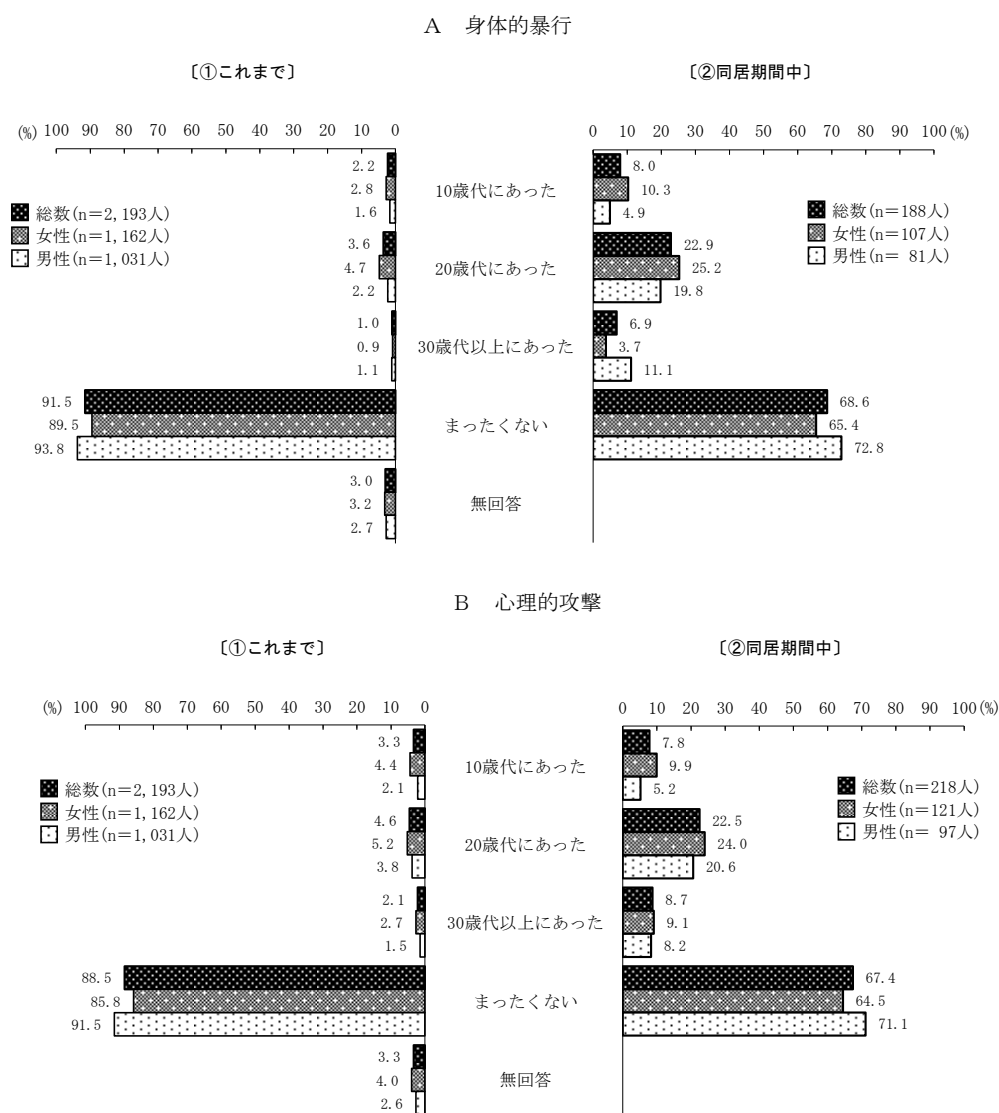 A　身体的暴行
〔①これまで〕
〔②同居期間中〕
(%) 100 90 80 70 60 50 40 30 20 10 0
0 10 20 30 40 50 60 70 80 90 100 (%)
総数(n＝2,193人)
女性(n＝1,162人)
男性(n＝1,031人)
総数(n＝188人)
女性(n＝107人)
男性(n＝ 81人)
2.2 10歳代にあった 8.0
2.8 10.3
1.6 4.9
3.6 20歳代にあった 22.9
4.7 25.2
2.2 19.8
1.0 30歳代以上にあった 6.9
0.9 3.7
1.1 11.1
91.5 まったくない 68.6
89.5 65.4
93.8 72.8
3.0 無回答
3.2
2.7
B　心理的攻撃
〔①これまで〕
〔②同居期間中〕
(%) 100 90 80 70 60 50 40 30 20 10 0
0 10 20 30 40 50 60 70 80 90 100 (%)
総数(n＝2,193人)
女性(n＝1,162人)
男性(n＝1,031人)
総数(n＝218人)
女性(n＝121人)
男性(n＝ 97人)
3.3 10歳代にあった 7.8
4.4 9.9
2.1 5.2
4.6 20歳代にあった 22.5
5.2 24.0
3.8 20.6
2.1 30歳代以上にあった 8.7
2.7 9.1
1.5 8.2
88.5 まったくない 67.4
85.8 64.5
91.5 71.1
3.3 無回答
4.0
2.6